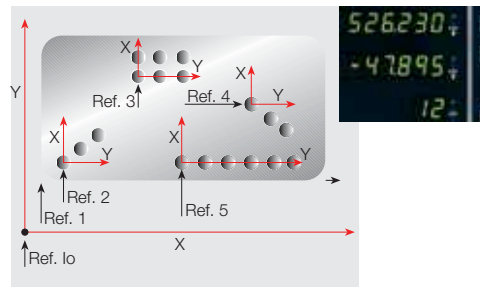 526.230
-47.895
12
X
Y
Ref. 3
X
Y
Ref. 4
Y
X
Y
Ref. 2
X
Y
Ref. 5
Ref. 1
X
Ref. Io